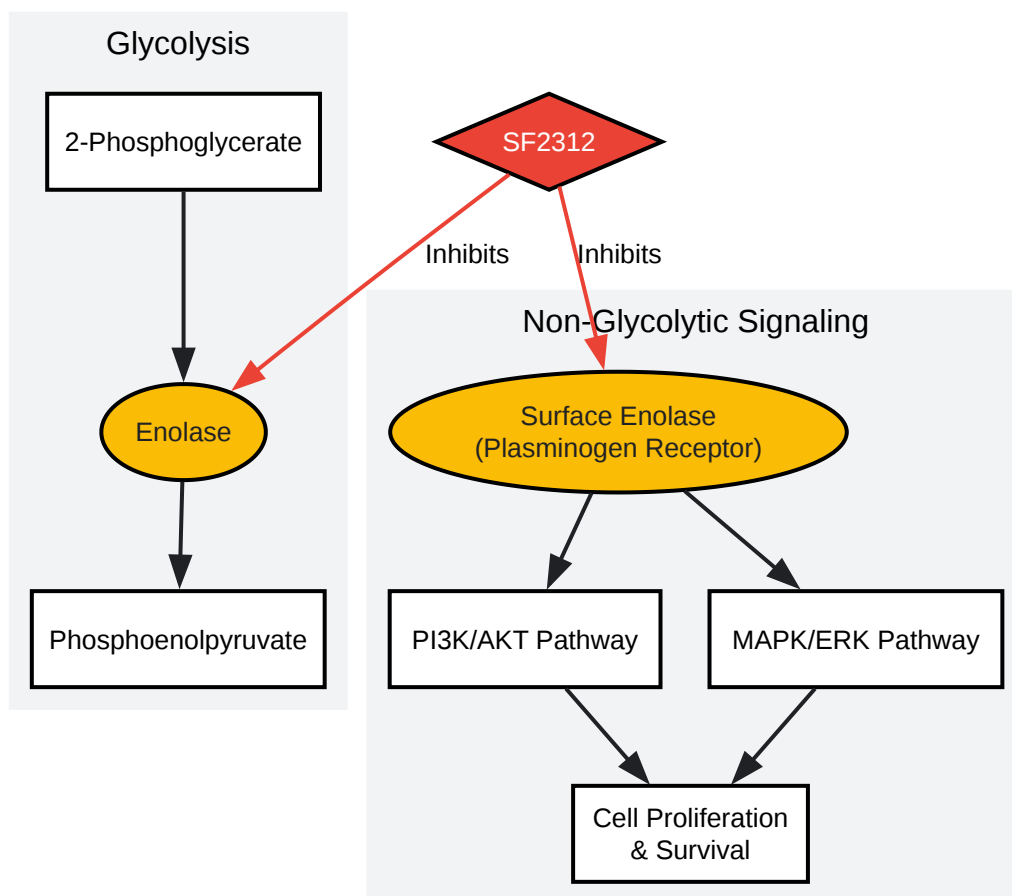 Glycolysis
2-Phosphoglycerate
SF2312
Inhibits
Inhibits
Non-Glycolytic Signaling
Enolase
Surface Enolase
(Plasminogen Receptor)
Phosphoenolpyruvate
PI3K/AKT Pathway
MAPK/ERK Pathway
Cell Proliferation
& Survival